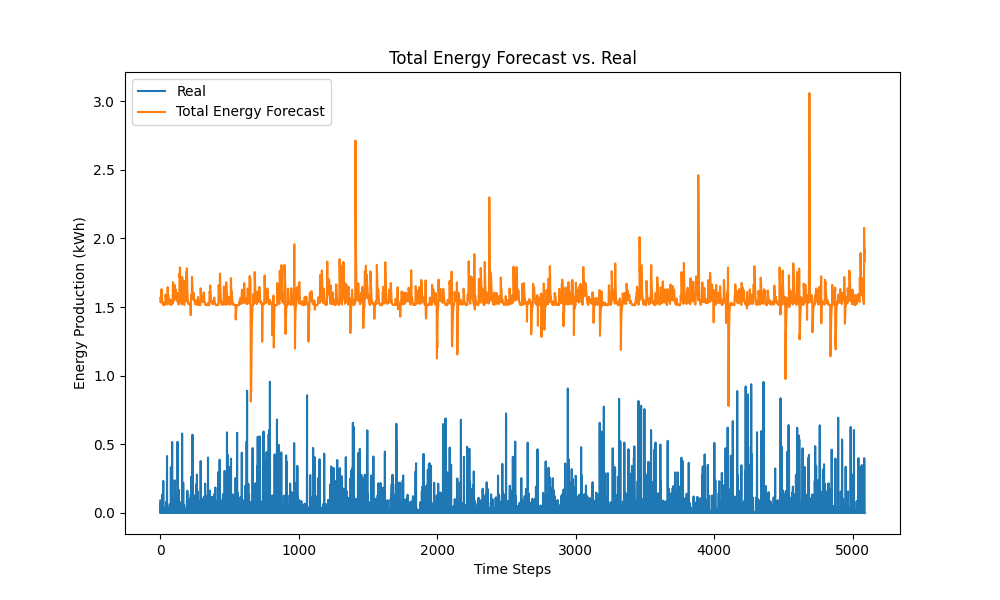 Total Energy Forecast vs. Real
Real
Total Energy Forecast
Energy Production (kWh)
3.0
2.5
2.0
1.5
1.0
0.5
0.0
0
1000
2000
3000
4000
5000
Time Steps